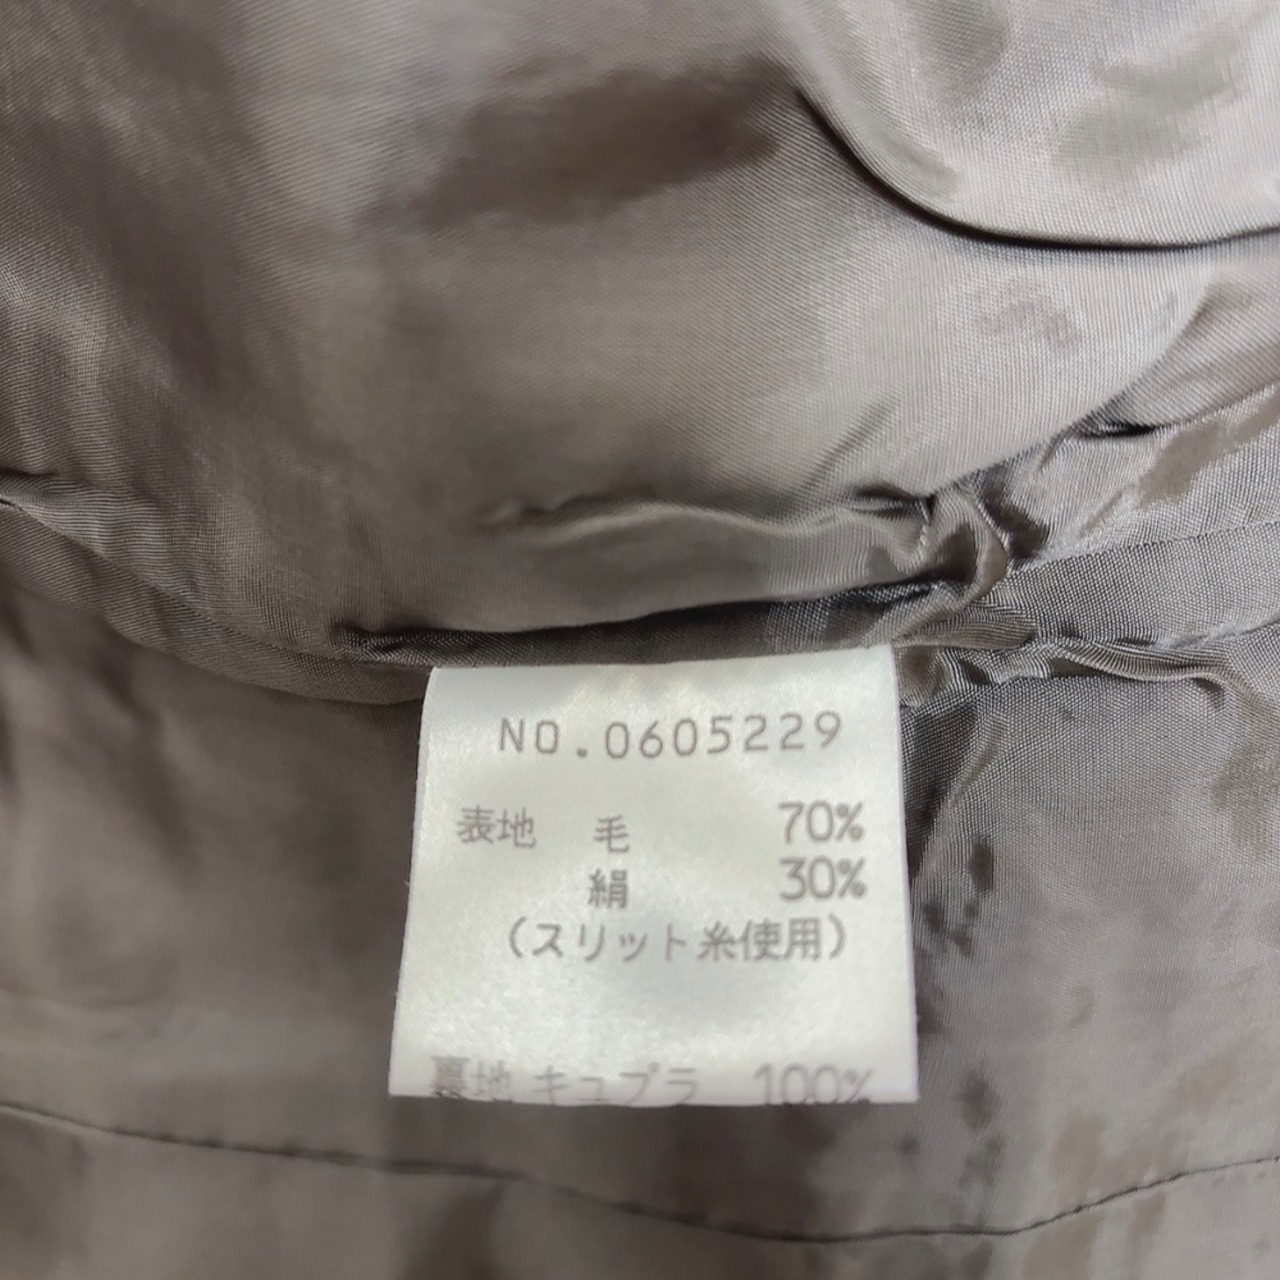 NO.0605229
表地 毛 70%
絹 30%
(スリット糸使用)
裏地 キュプラ 100%